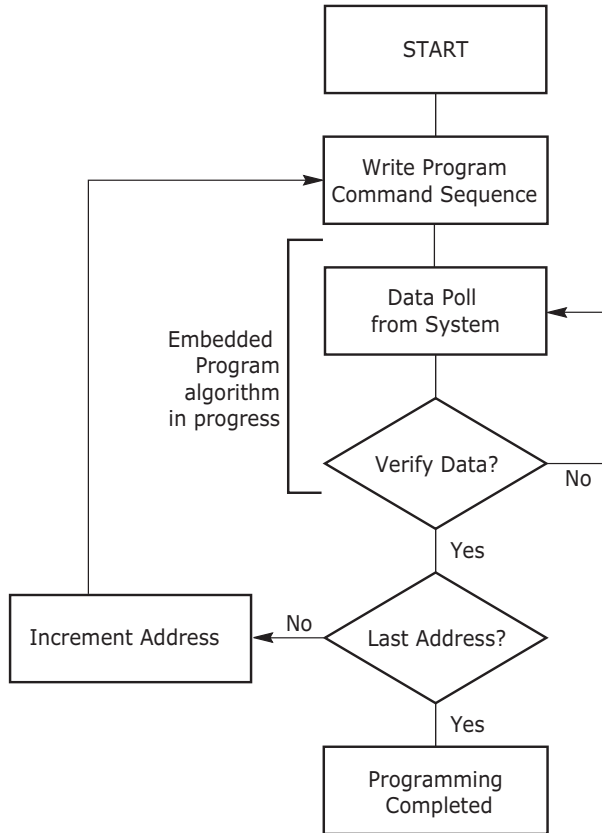 START
Write Program
Command Sequence
Data Poll
from System
Embedded
Program
algorithm
in progress
Verify Data?
No
Yes
No
Increment Address
Last Address?
Yes
Programming
Completed